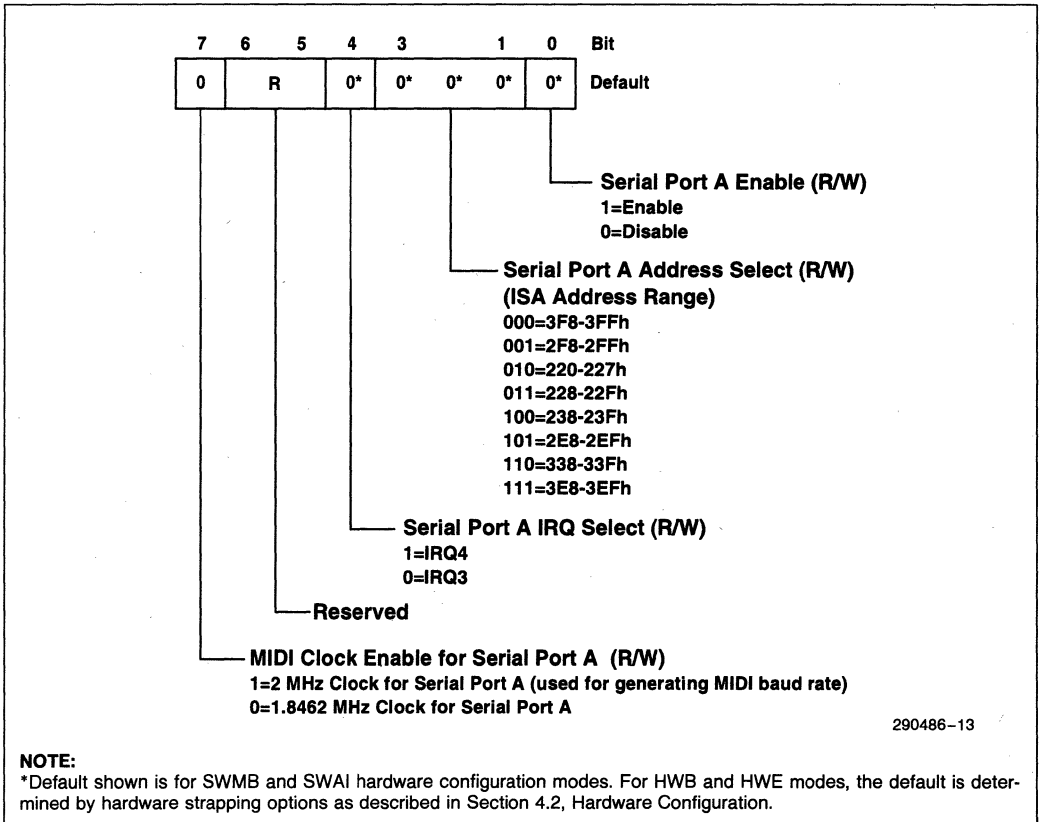 7 6 5 4 3 1 0 Bit
0 R 0* 0* 0* 0* 0* Default
Serial Port A Enable (R/W)
1=Enable
0=Disable
Serial Port A Address Select (R/W)
(ISA Address Range)
000=3F8-3FFh
001=2F8-2FFh
010=220-227h
011=228-22Fh
100=238-23Fh
101=2E8-2EFh
110=338-33Fh
111=3E8-3EFh
Serial Port A IRQ Select (R/W)
1=IRQ4
0=IRQ3
Reserved
MIDI Clock Enable for Serial Port A (R/W)
1=2 MHz Clock for Serial Port A (used for generating MIDI baud rate)
0=1.8462 MHz Clock for Serial Port A
290486–13
NOTE:
*Default shown is for SWMB and SWAI hardware configuration modes. For HWB and HWE modes, the default is deter-
mined by hardware strapping options as described in Section 4.2, Hardware Configuration.